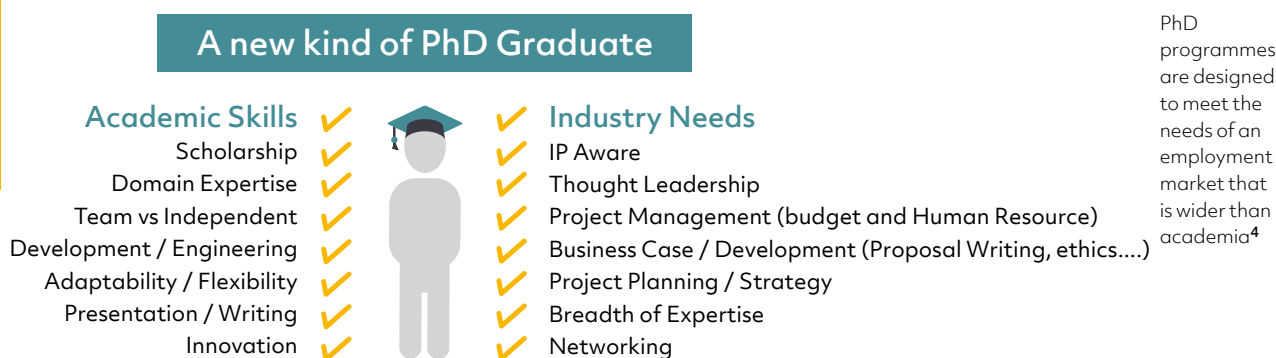 A new kind of PhD Graduate
Academic Skills
Scholarship
Domain Expertise
Team vs Independent
Development / Engineering
Adaptability / Flexibility
Presentation / Writing
Innovation
Industry Needs
IP Aware
Thought Leadership
Project Management (budget and Human Resource)
Business Case / Development (Proposal Writing, ethics....)
Project Planning / Strategy
Breadth of Expertise
Networking
PhD
programmes
are designed
to meet the
needs of an
employment
market that
is wider than
academia⁴